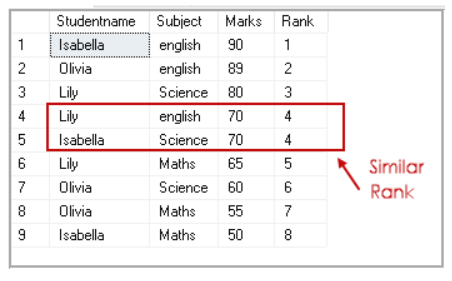 Studentname Subject Marks Rank
1 Isabella english 90 1
2 Olivia english 89 2
3 Lily Science 80 3
4 Lily english 70 4
5 Isabella Science 70 4
6 Lily Maths 65 5
7 Olivia Science 60 6
8 Olivia Maths 55 7
9 Isabella Maths 50 8
Similar
Rank